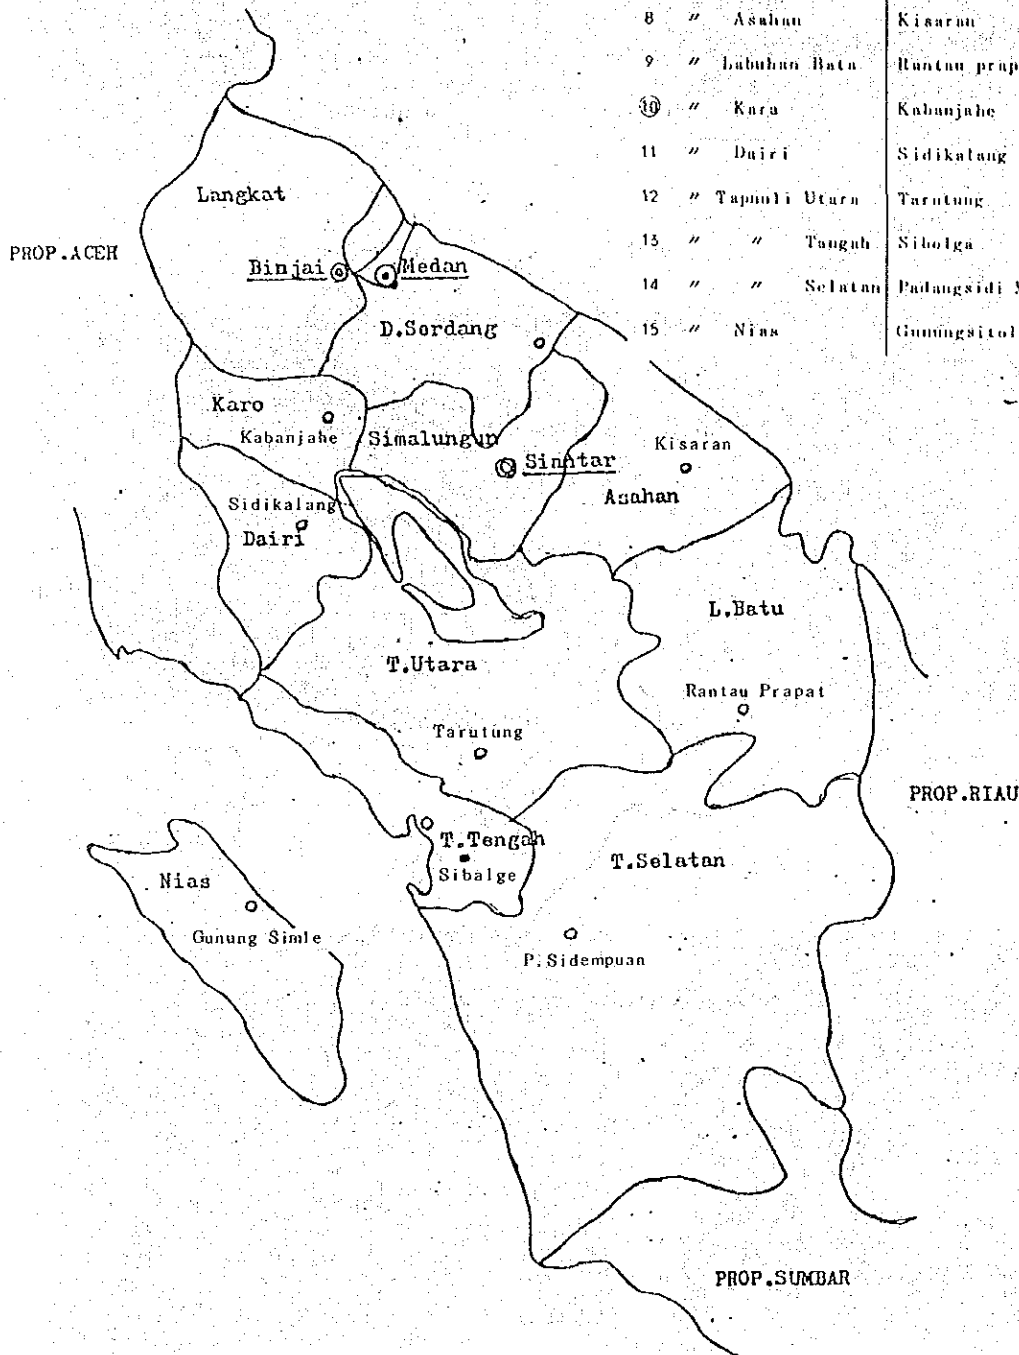 8 〃 Asahan Kisaran
9 〃 Labuhan Batu Rantau prap
10 〃 Karo Kabanjahe
11 〃 Dairi Sidikalang
12 〃 Tapnuli Utara Tarutung
13 〃 〃 Tangah Sibolga
14 〃 〃 Selatan Padangsidi
15 〃 Nias Gunungsitol
Langkat
PROP.ACEH
Binjai
Medan
D.Sordang
Karo
Kabanjahe
Simalungun
Siantar
Kisaran
Asahan
Sidikalang
Dairi
L.Batu
T.Utara
Rantau Prapat
Tarutung
PROP.RIAU
T.Tengah
T.Selatan
Sibalge
Nias
Gunung Simle
P.Sidempuan
PROP.SUMBAR